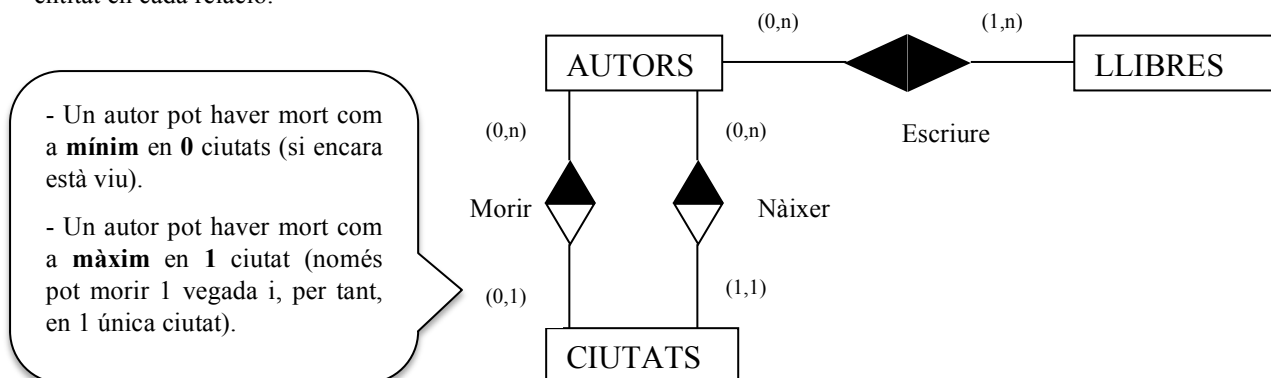 entitat en cada relació.
(0,n)
(1,n)
AUTORS
LLIBRES
Escriure
- Un autor pot haver mort com
a mínim en 0 ciutats (si encara
està viu).
- Un autor pot haver mort com
a màxim en 1 ciutat (només
pot morir 1 vegada i, per tant,
en 1 única ciutat).
(0,n)
(0,n)
Morir
Nàixer
(0,1)
(1,1)
CIUTATS